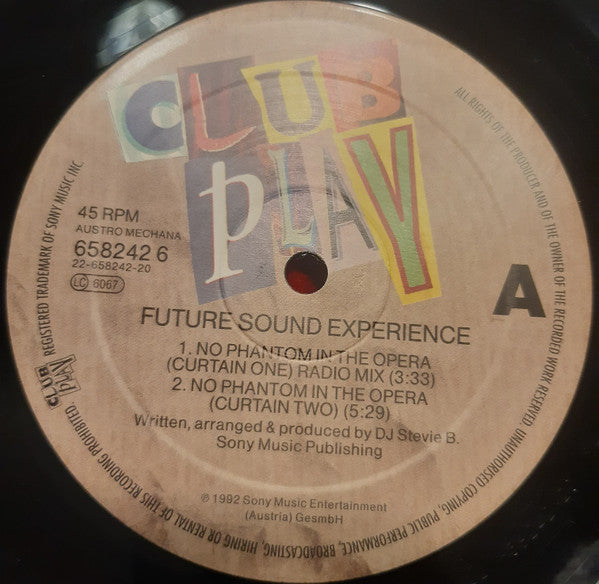 CLUB
PLAY
45 RPM
AUSTRO MECHANA
658242 6
22-658242-20
LC 6067
A
FUTURE SOUND EXPERIENCE
1. NO PHANTOM IN THE OPERA
(CURTAIN ONE) RADIO MIX (3:33)
2. NO PHANTOM IN THE OPERA
(CURTAIN TWO) (5:29)
Written, arranged & produced by DJ Stevie B.
Sony Music Publishing
℗ 1992 Sony Music Entertainment
(Austria) GesmbH
CLUB PLAY REGISTERED TRADEMARK OF SONY MUSIC INC.
ALL RIGHTS OF THE PRODUCER AND OF THE OWNER OF THE RECORDED WORK RESERVED. UNAUTHORISED COPYING, PUBLIC PERFORMANCE, BROADCASTING, HIRING OR RENTAL OF THIS RECORDING PROHIBITED.